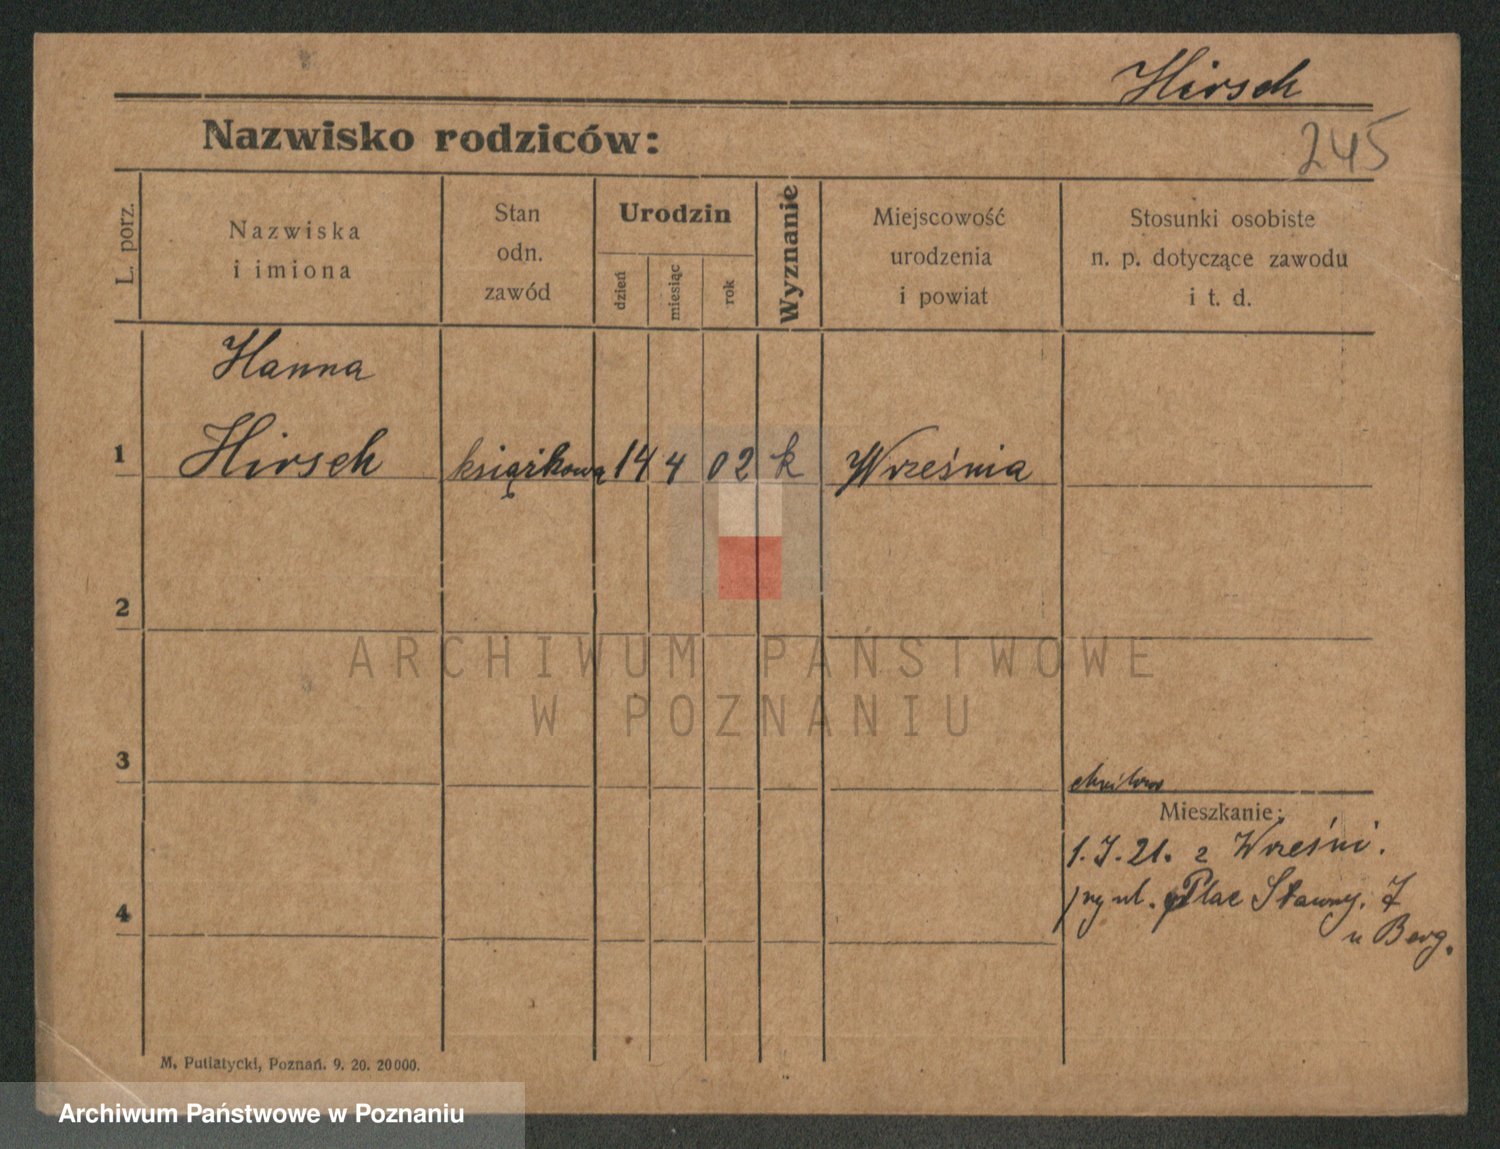 Hirsch
245
Nazwisko rodziców:
L. porz.
Nazwiska
i imiona
Stan
odn.
zawód
Urodzin
dzień
miesiąc
rok
Wyznanie
Miejscowość
urodzenia
i powiat
Stosunki osobiste
n. p. dotyczące zawodu
i t. d.
Hanna
1 Hirsch książkowa 14 4 02 k Września
2
ARCHIWUM PAŃSTWOWE
W POZNANIU
3
Mieszkanie:
1. I. 21. z Wrześni.
ul. Plac Stawny. 7
u Berg.
4
M. Putiatycki, Poznań. 9. 20. 20000.
Archiwum Państwowe w Poznaniu